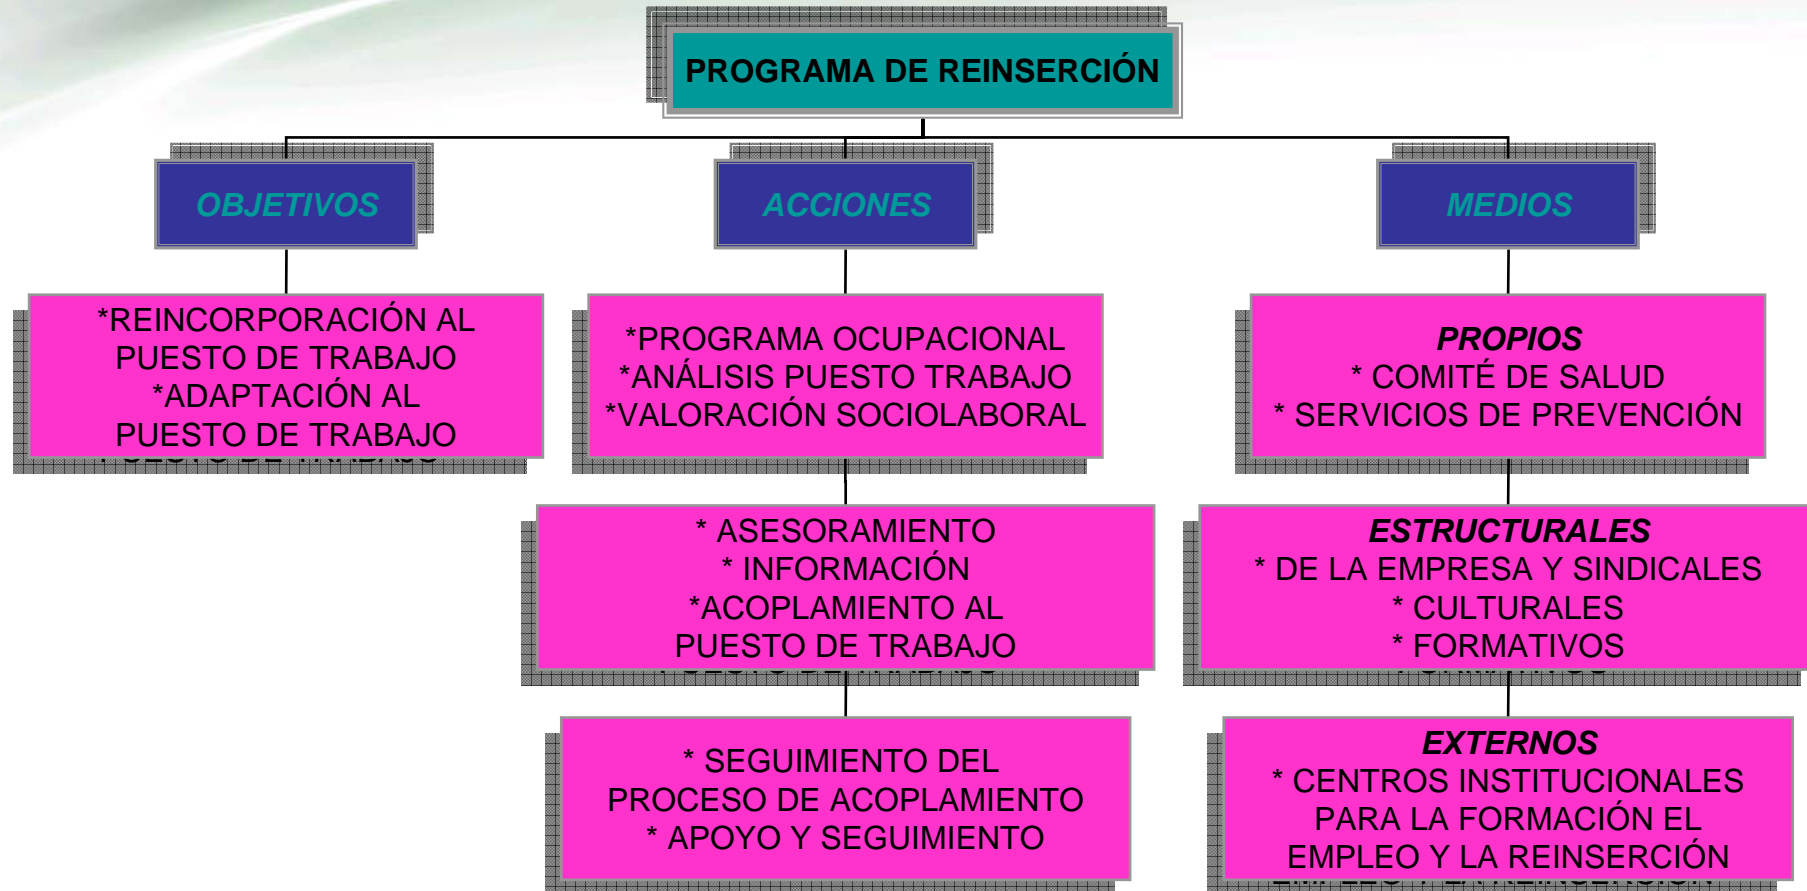 PROGRAMA DE REINSERCIÓN
OBJETIVOS
*REINCORPORACIÓN AL
PUESTO DE TRABAJO
*ADAPTACIÓN AL
PUESTO DE TRABAJO
ACCIONES
*PROGRAMA OCUPACIONAL
*ANÁLISIS PUESTO TRABAJO
*VALORACIÓN SOCIOLABORAL
* ASESORAMIENTO
* INFORMACIÓN
*ACOPLAMIENTO AL
PUESTO DE TRABAJO
* SEGUIMIENTO DEL
PROCESO DE ACOPLAMIENTO
* APOYO Y SEGUIMIENTO
MEDIOS
PROPIOS
* COMITÉ DE SALUD
* SERVICIOS DE PREVENCIÓN
ESTRUCTURALES
* DE LA EMPRESA Y SINDICALES
* CULTURALES
* FORMATIVOS
EXTERNOS
* CENTROS INSTITUCIONALES
PARA LA FORMACIÓN EL
EMPLEO Y LA REINSERCIÓN